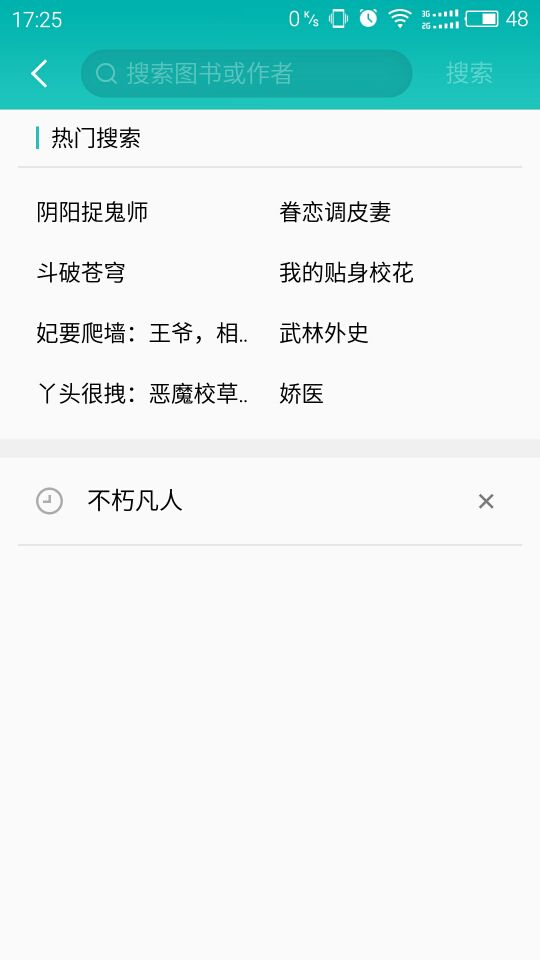 17:25 0 K/s 3G 2G 48
搜索图书或作者 搜索
热门搜索
阴阳捉鬼师 眷恋调皮妻
斗破苍穹 我的贴身校花
妃要爬墙：王爷，相.. 武林外史
丫头很拽：恶魔校草.. 娇医
不朽凡人